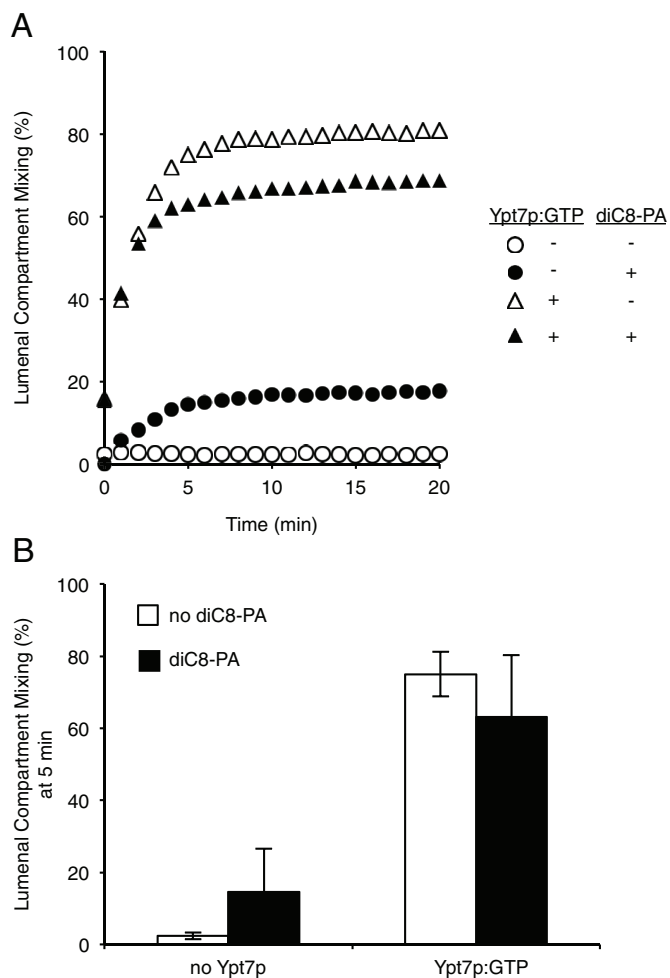 A
Lumenal Compartment Mixing (%)
100
80
60
40
20
0
0 5 10 15 20
Time (min)
Ypt7p:GTP diC8-PA
- -
- +
+ -
+ +
B
Lumenal Compartment Mixing (%)
at 5 min
100
80
60
40
20
0
no diC8-PA
diC8-PA
no Ypt7p Ypt7p:GTP